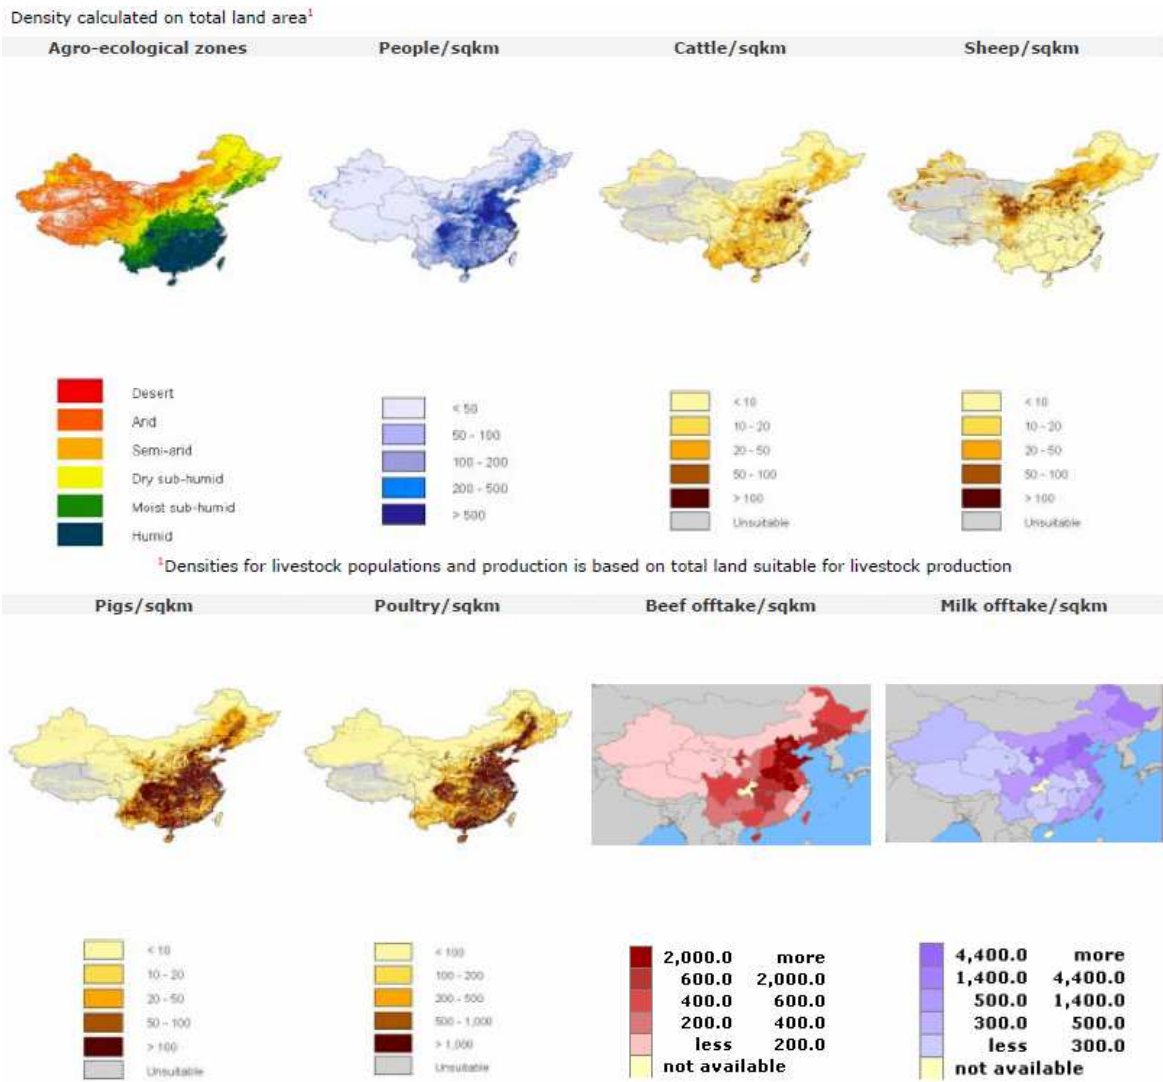 Density calculated on total land area1
Agro-ecological zones People/sqkm Cattle/sqkm Sheep/sqkm
Desert
Arid
Semi-arid
Dry sub-humid
Moist sub-humid
Humid
< 50
50 - 100
100 - 200
200 - 500
> 500
< 10
10 - 20
20 - 50
50 - 100
> 100
Unsuitable
< 10
10 - 20
20 - 50
50 - 100
> 100
Unsuitable
1Densities for livestock populations and production is based on total land suitable for livestock production
Pigs/sqkm Poultry/sqkm Beef offtake/sqkm Milk offtake/sqkm
< 10
10 - 20
20 - 50
50 - 100
> 100
Unsuitable
< 100
100 - 200
200 - 500
500 - 1,000
> 1,000
Unsuitable
2,000.0 more
600.0 2,000.0
400.0 600.0
200.0 400.0
less 200.0
not available
4,400.0 more
1,400.0 4,400.0
500.0 1,400.0
300.0 500.0
less 300.0
not available